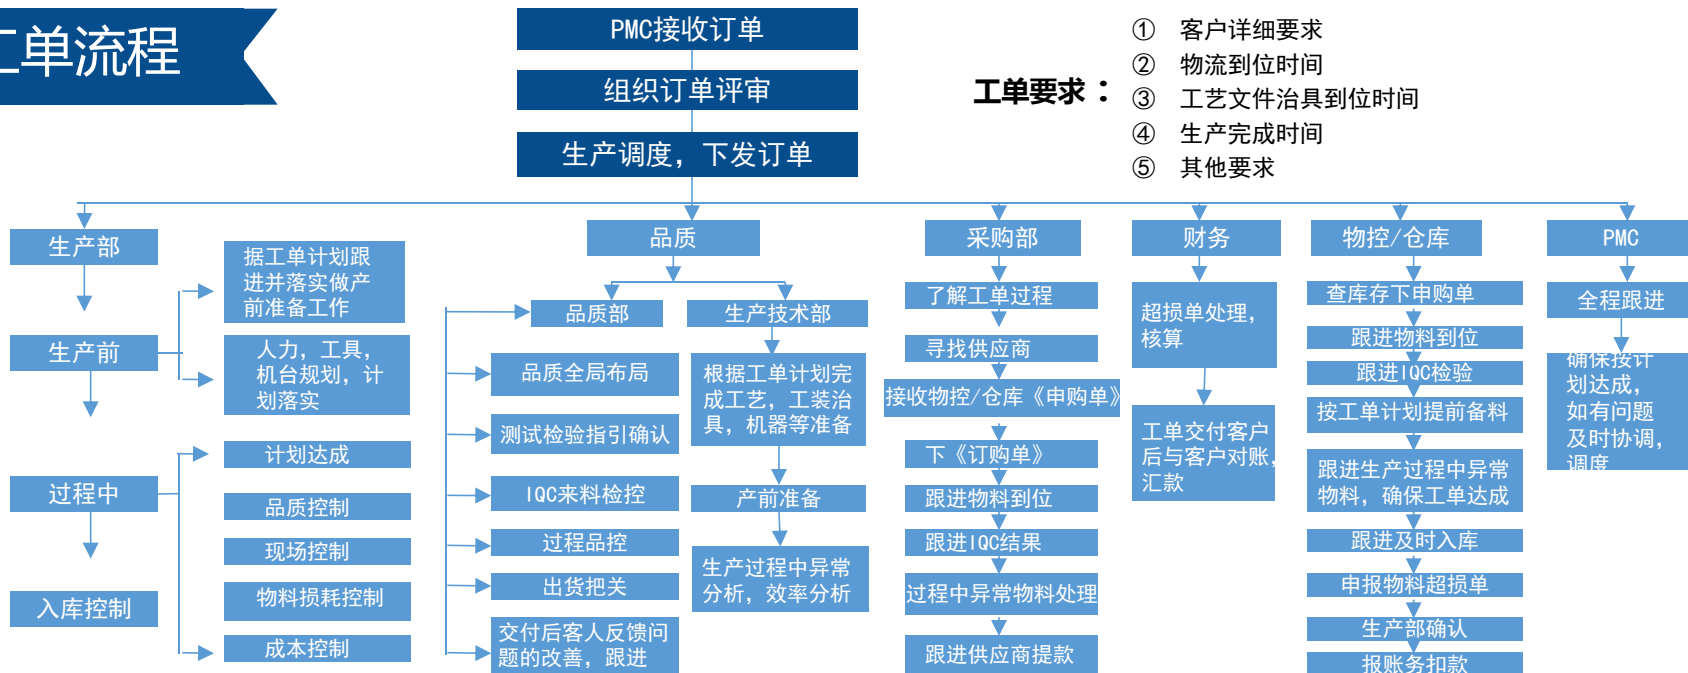 工单流程
PMC接收订单
组织订单评审
生产调度，下发订单
工单要求：
① 客户详细要求
② 物流到位时间
③ 工艺文件治具到位时间
④ 生产完成时间
⑤ 其他要求
生产部
生产前
过程中
入库控制
据工单计划跟
进并落实做产
前准备工作
人力，工具，
机台规划，计
划落实
计划达成
品质控制
现场控制
物料损耗控制
成本控制
品质
品质部
品质全局布局
测试检验指引确认
IQC来料检控
过程品控
出货把关
交付后客人反馈问
题的改善，跟进
生产技术部
根据工单计划完
成工艺，工装治
具，机器等准备
产前准备
生产过程中异常
分析，效率分析
采购部
了解工单过程
寻找供应商
接收物控/仓库《申购单》
下《订购单》
跟进物料到位
跟进IQC结果
过程中异常物料处理
跟进供应商提款
财务
超损单处理，
核算
工单交付客户
后与客户对账，
汇款
物控/仓库
查库存下申购单
跟进物料到位
跟进IQC检验
按工单计划提前备料
跟进生产过程中异常
物料，确保工单达成
跟进及时入库
申报物料超损单
生产部确认
报账务扣款
PMC
全程跟进
确保按计
划达成，
如有问题
及时协调，
调度